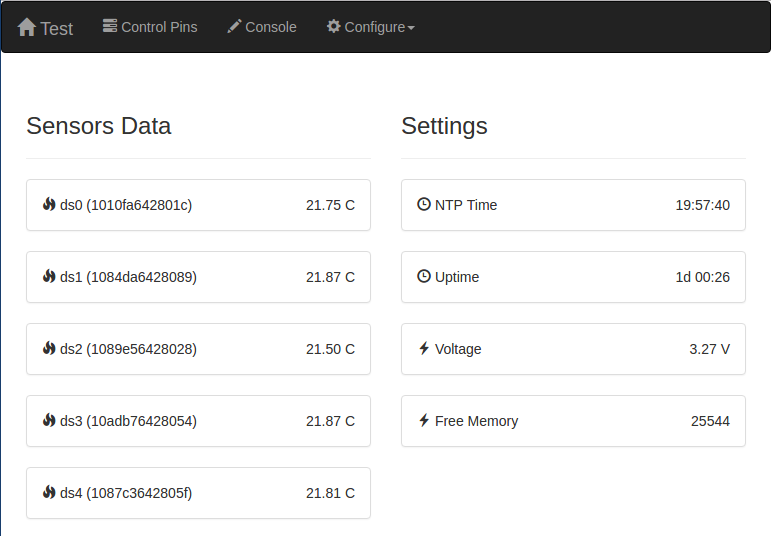 Test Control Pins Console Configure
Sensors Data
ds0 (1010fa642801c) 21.75 C
ds1 (1084da6428089) 21.87 C
ds2 (1089e56428028) 21.50 C
ds3 (10adb76428054) 21.87 C
ds4 (1087c3642805f) 21.81 C
Settings
NTP Time 19:57:40
Uptime 1d 00:26
Voltage 3.27 V
Free Memory 25544